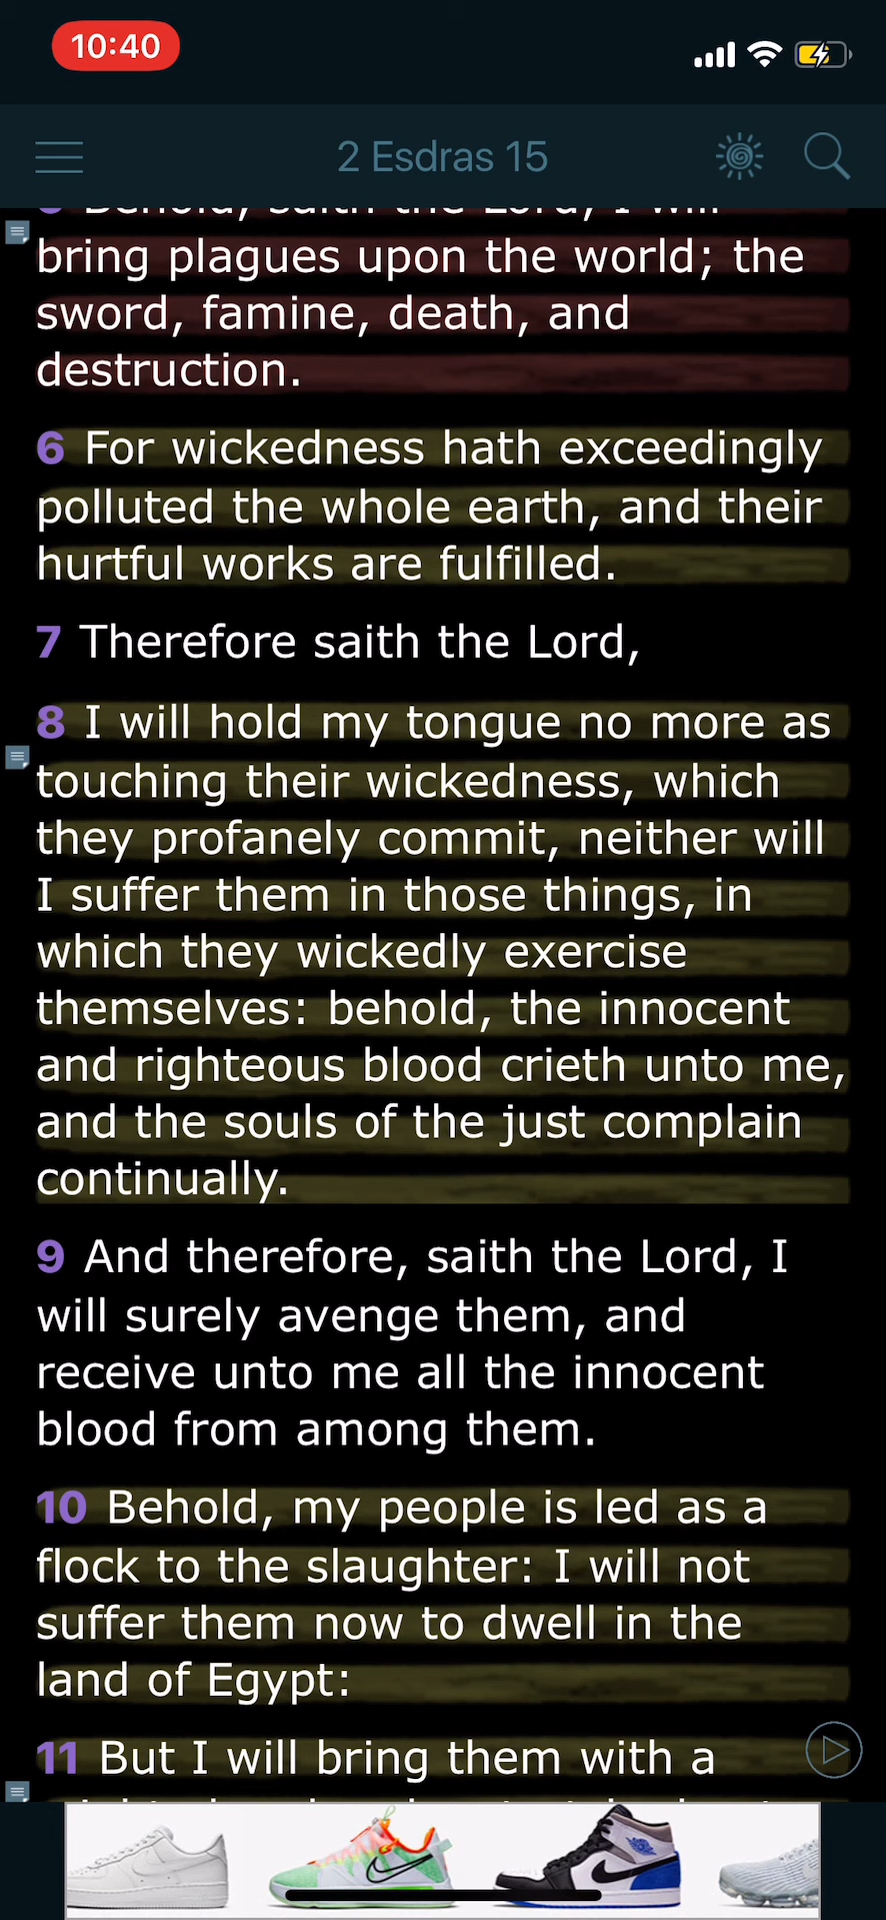 10:40
2 Esdras 15
Behold, saith the Lord, I will
bring plagues upon the world; the
sword, famine, death, and
destruction.
6 For wickedness hath exceedingly
polluted the whole earth, and their
hurtful works are fulfilled.
7 Therefore saith the Lord,
8 I will hold my tongue no more as
touching their wickedness, which
they profanely commit, neither will
I suffer them in those things, in
which they wickedly exercise
themselves: behold, the innocent
and righteous blood crieth unto me,
and the souls of the just complain
continually.
9 And therefore, saith the Lord, I
will surely avenge them, and
receive unto me all the innocent
blood from among them.
10 Behold, my people is led as a
flock to the slaughter: I will not
suffer them now to dwell in the
land of Egypt:
11 But I will bring them with a